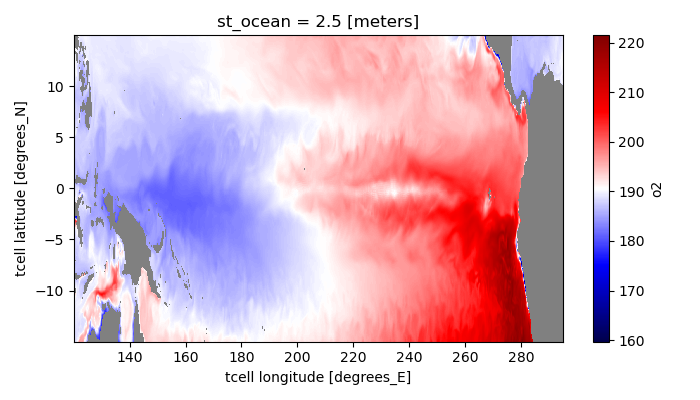 st_ocean = 2.5 [meters]
tcell latitude [degrees_N]
10
5
0
−5
−10
140 160 180 200 220 240 260 280
tcell longitude [degrees_E]
220
210
200
190
180
170
160
o2